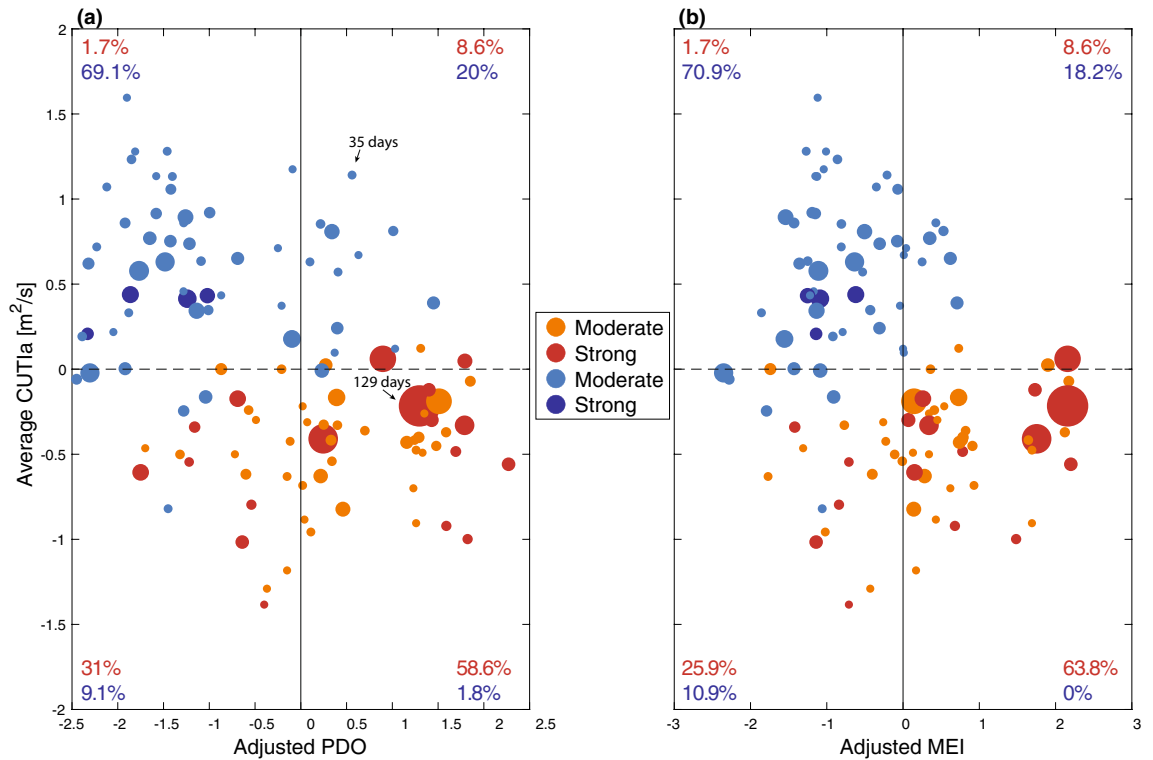 (a)
(b)
1.7%
69.1%
8.6%
20%
1.7%
70.9%
8.6%
18.2%
35 days
129 days
Moderate
Strong
Moderate
Strong
31%
9.1%
58.6%
1.8%
25.9%
10.9%
63.8%
0%
2
1.5
1
0.5
0
-0.5
-1
-1.5
-2
Average CUTIa [m²/s]
-2.5 -2 -1.5 -1 -0.5 0 0.5 1 1.5 2 2.5
Adjusted PDO
-3 -2 -1 0 1 2 3
Adjusted MEI